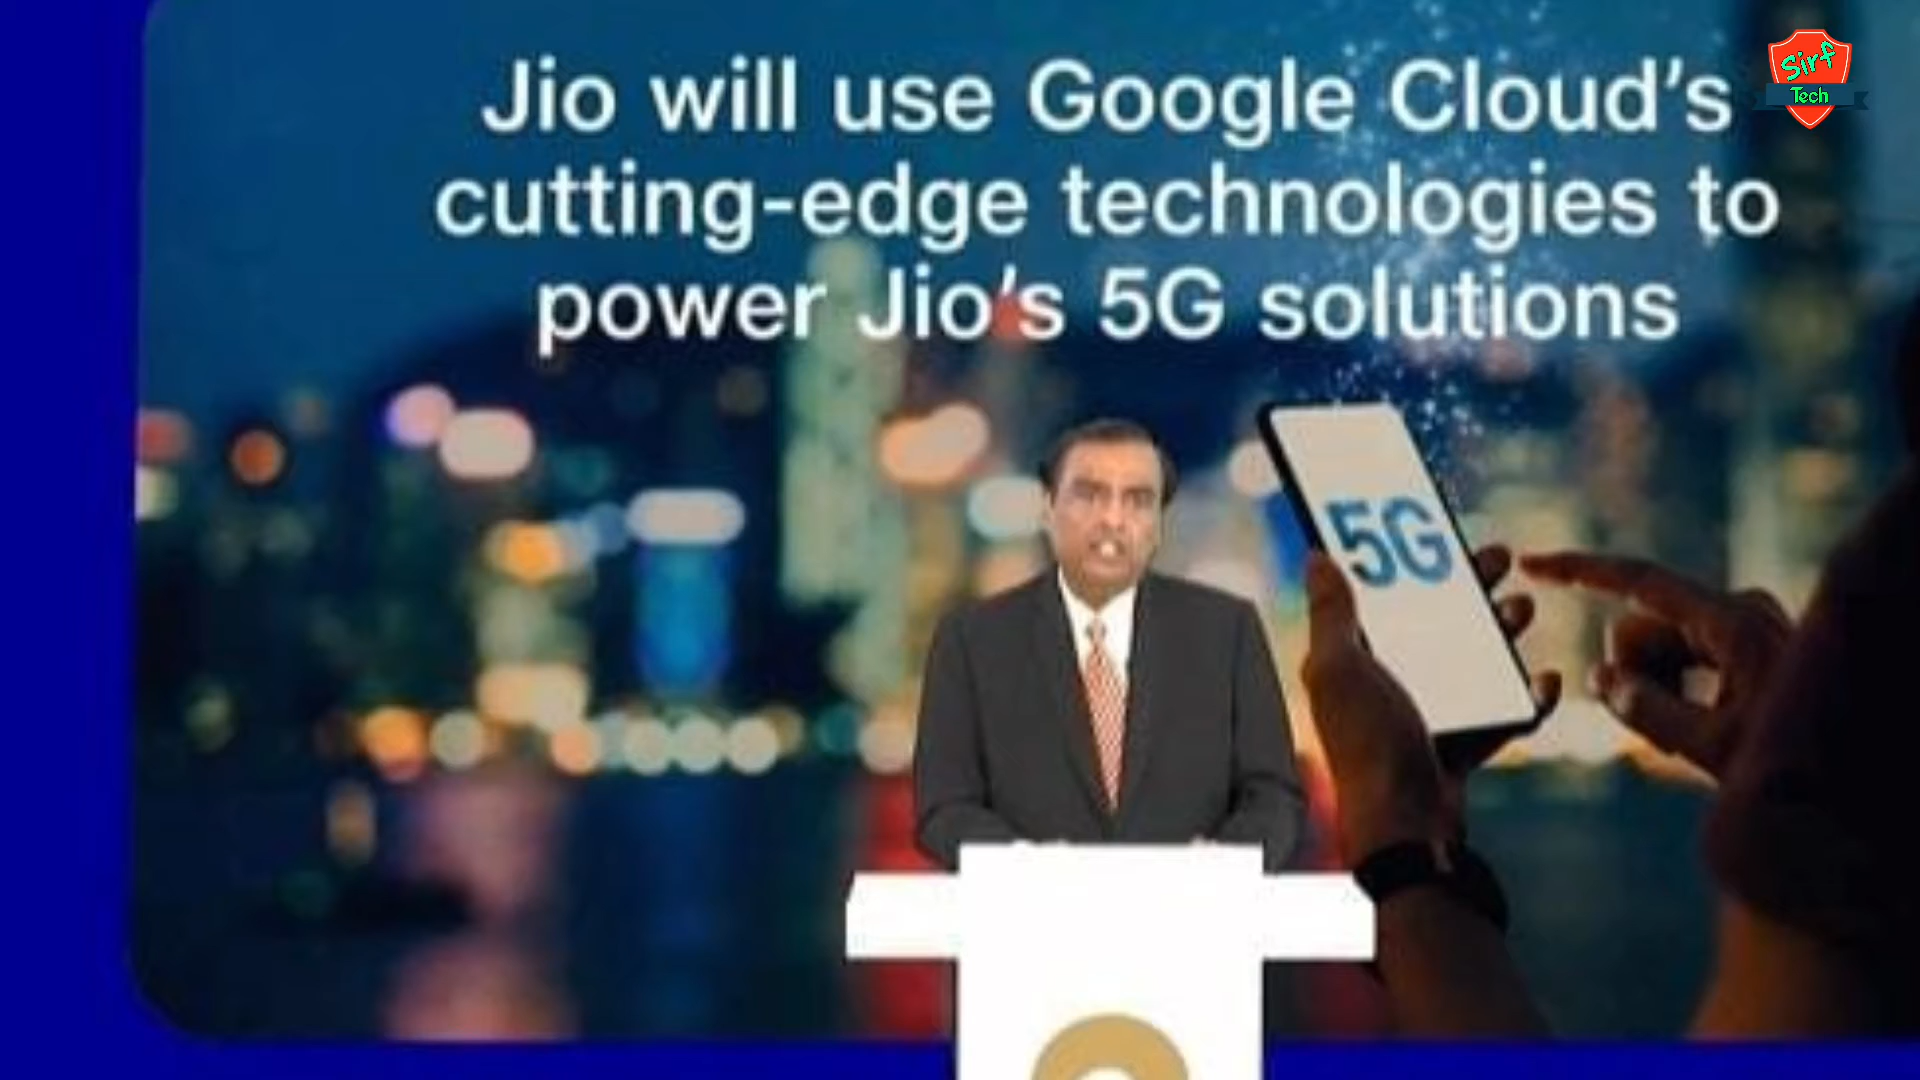 Jio will use Google Cloud's
cutting-edge technologies to
power Jio's 5G solutions
Sirf
Tech
5G